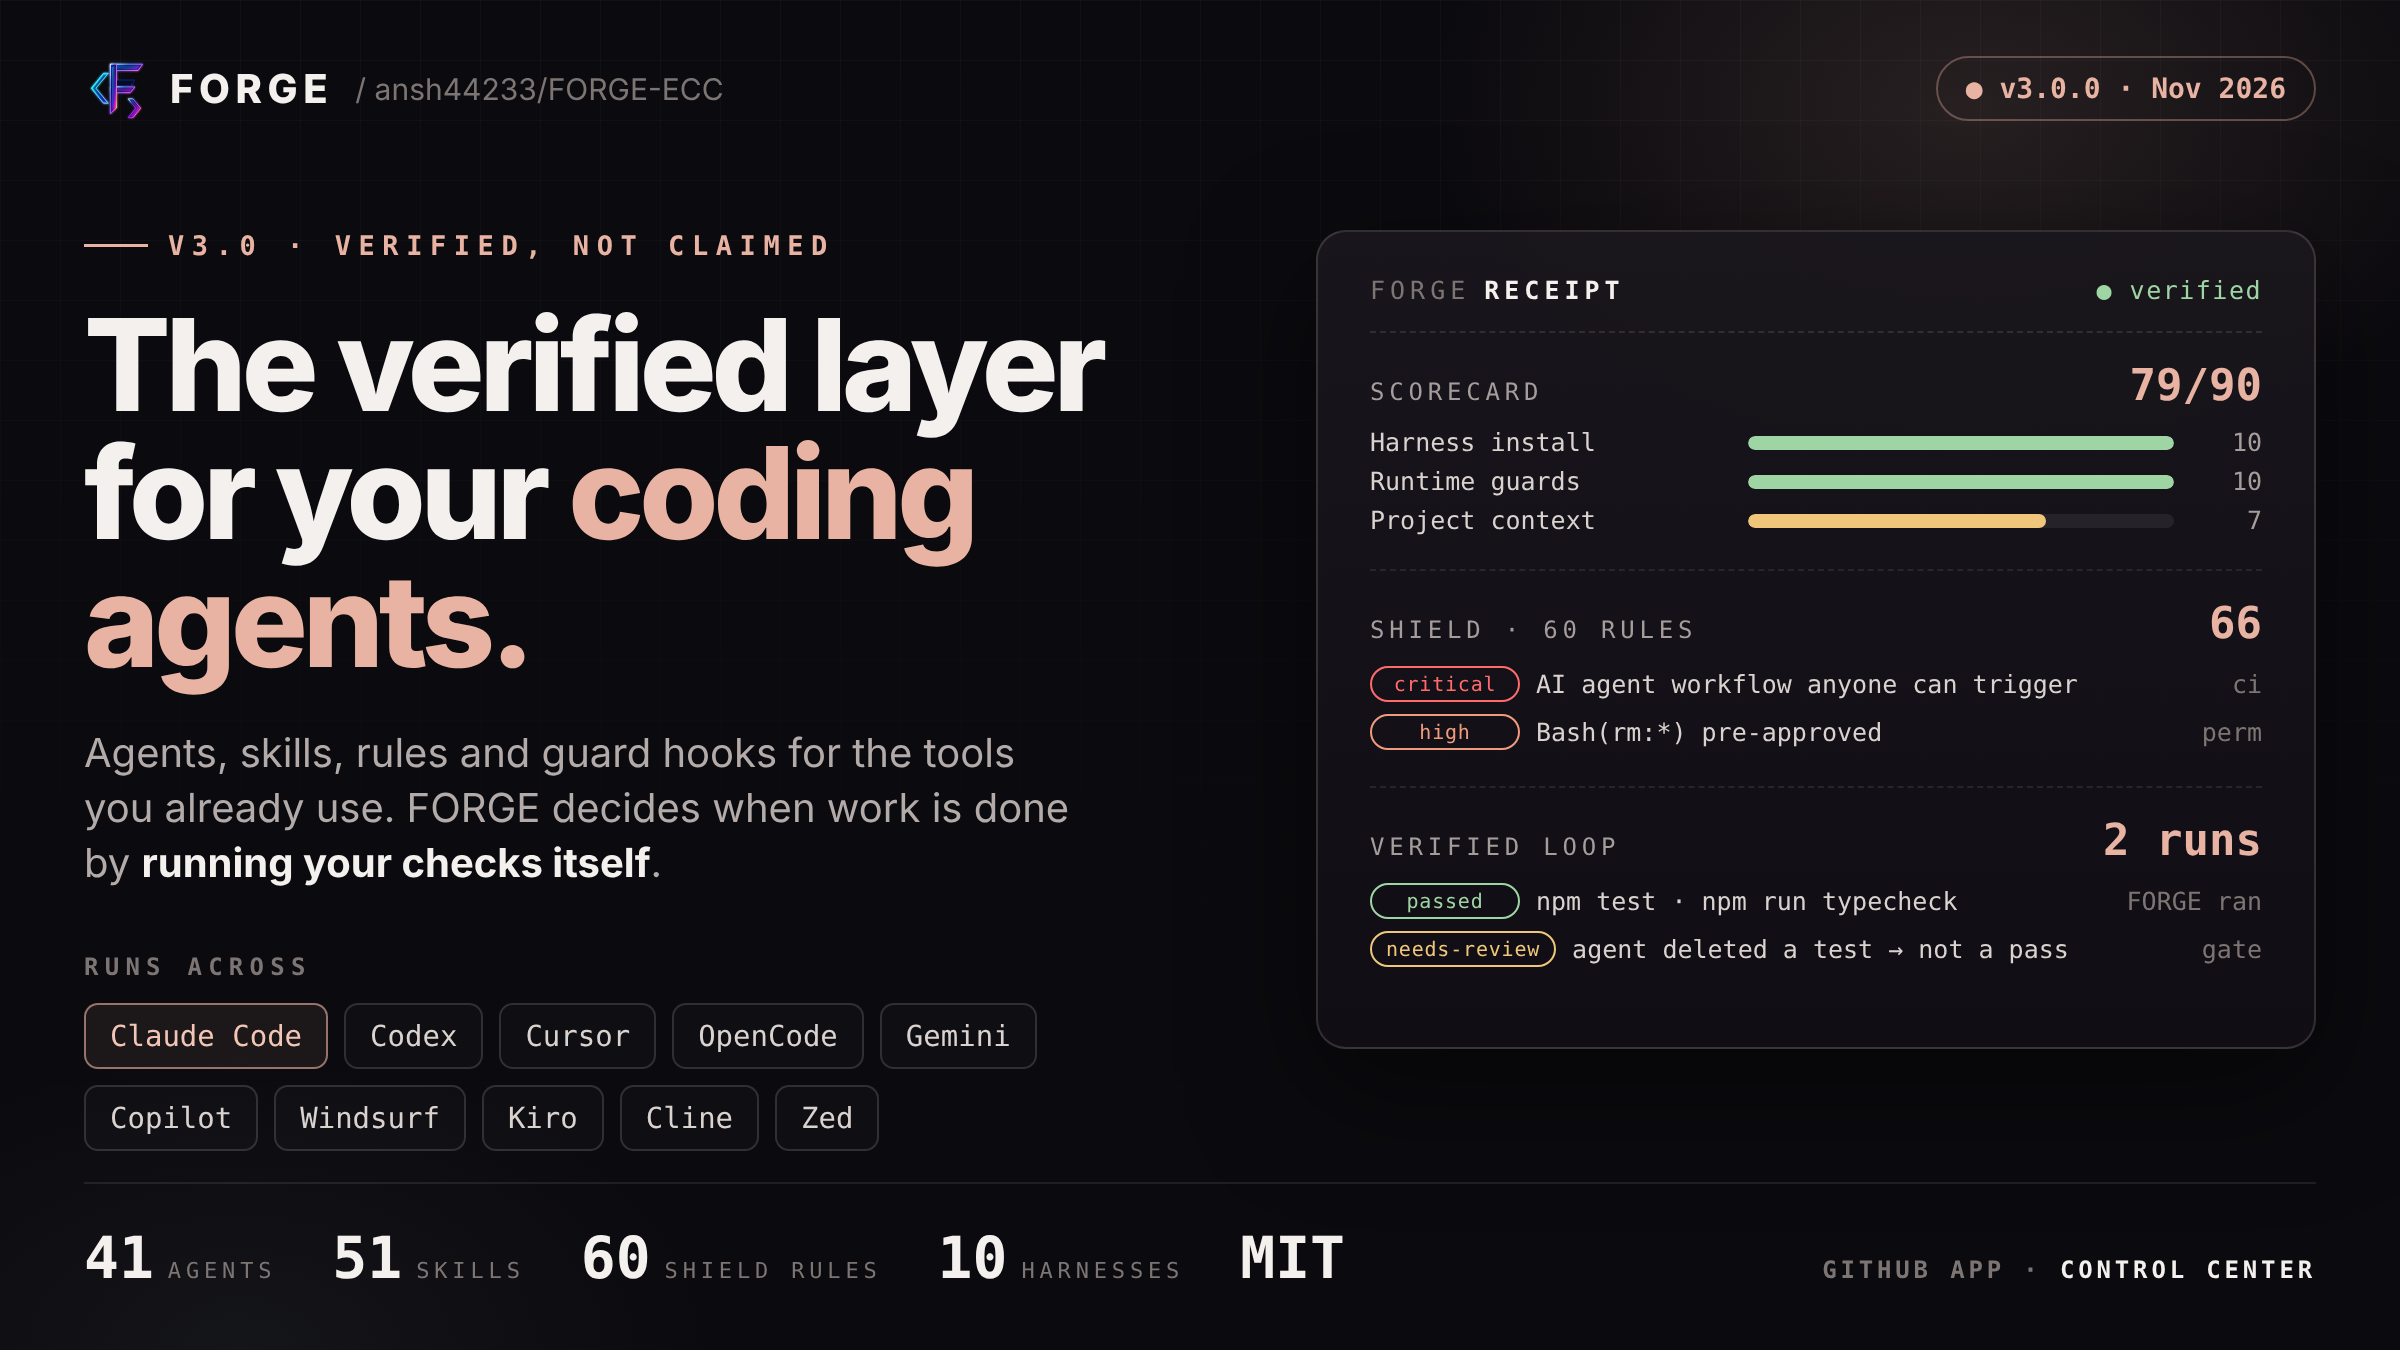 FORGE / ansh44233/FORGE-ECC
● v3.0.0 · Nov 2026
V3.0 · VERIFIED, NOT CLAIMED
The verified layer
for your coding
agents.
Agents, skills, rules and guard hooks for the tools
you already use. FORGE decides when work is done
by running your checks itself.
RUNS ACROSS
Claude Code Codex Cursor OpenCode Gemini
Copilot Windsurf Kiro Cline Zed
FORGE RECEIPT ● verified
SCORECARD 79/90
Harness install 10
Runtime guards 10
Project context 7
SHIELD · 60 RULES 66
critical AI agent workflow anyone can trigger ci
high Bash(rm:*) pre-approved perm
VERIFIED LOOP 2 runs
passed npm test · npm run typecheck FORGE ran
needs-review agent deleted a test → not a pass gate
41 AGENTS 51 SKILLS 60 SHIELD RULES 10 HARNESSES MIT
GITHUB APP · CONTROL CENTER